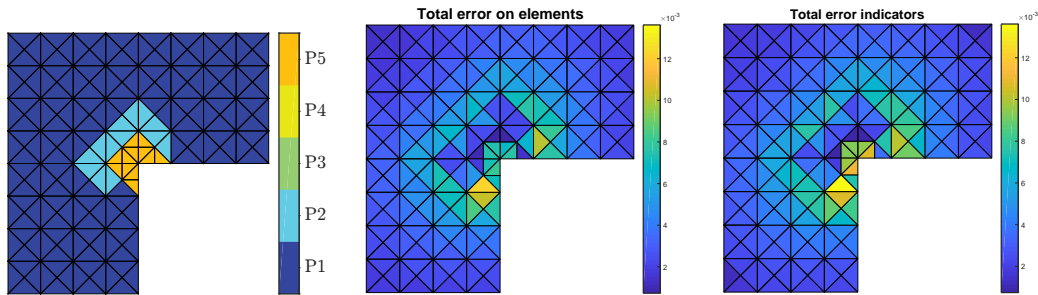 P5
P4
P3
P2
P1
Total error on elements
×10⁻³
12
10
8
6
4
2
Total error indicators
×10⁻³
12
10
8
6
4
2